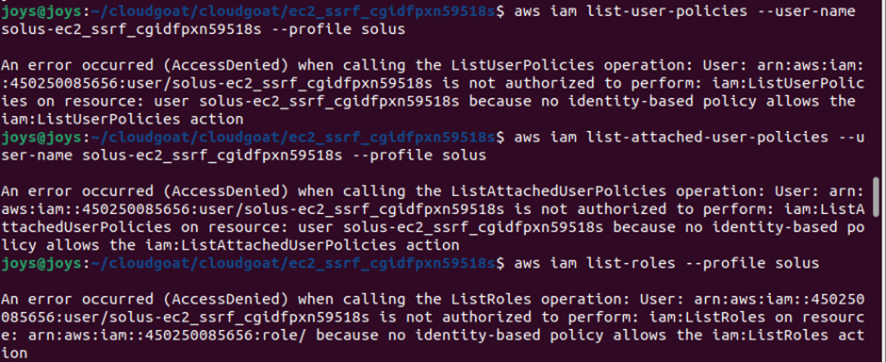 joys@joys:~/cloudgoat/cloudgoat/ec2_ssrf_cgidfpxn59518s$ aws iam list-user-policies --user-name
solus-ec2_ssrf_cgidfpxn59518s --profile solus
An error occurred (AccessDenied) when calling the ListUserPolicies operation: User: arn:aws:iam:
:450250085656:user/solus-ec2_ssrf_cgidfpxn59518s is not authorized to perform: iam:ListUserPolic
ies on resource: user solus-ec2_ssrf_cgidfpxn59518s because no identity-based policy allows the
iam:ListUserPolicies action
joys@joys:~/cloudgoat/cloudgoat/ec2_ssrf_cgidfpxn59518s$ aws iam list-attached-user-policies --u
ser-name solus-ec2_ssrf_cgidfpxn59518s --profile solus
An error occurred (AccessDenied) when calling the ListAttachedUserPolicies operation: User: arn:
aws:iam::450250085656:user/solus-ec2_ssrf_cgidfpxn59518s is not authorized to perform: iam:ListA
ttachedUserPolicies on resource: user solus-ec2_ssrf_cgidfpxn59518s because no identity-based po
licy allows the iam:ListAttachedUserPolicies action
joys@joys:~/cloudgoat/cloudgoat/ec2_ssrf_cgidfpxn59518s$ aws iam list-roles --profile solus
An error occurred (AccessDenied) when calling the ListRoles operation: User: arn:aws:iam::450250
085656:user/solus-ec2_ssrf_cgidfpxn59518s is not authorized to perform: iam:ListRoles on resourc
e: arn:aws:iam::450250085656:role/ because no identity-based policy allows the iam:ListRoles act
ion